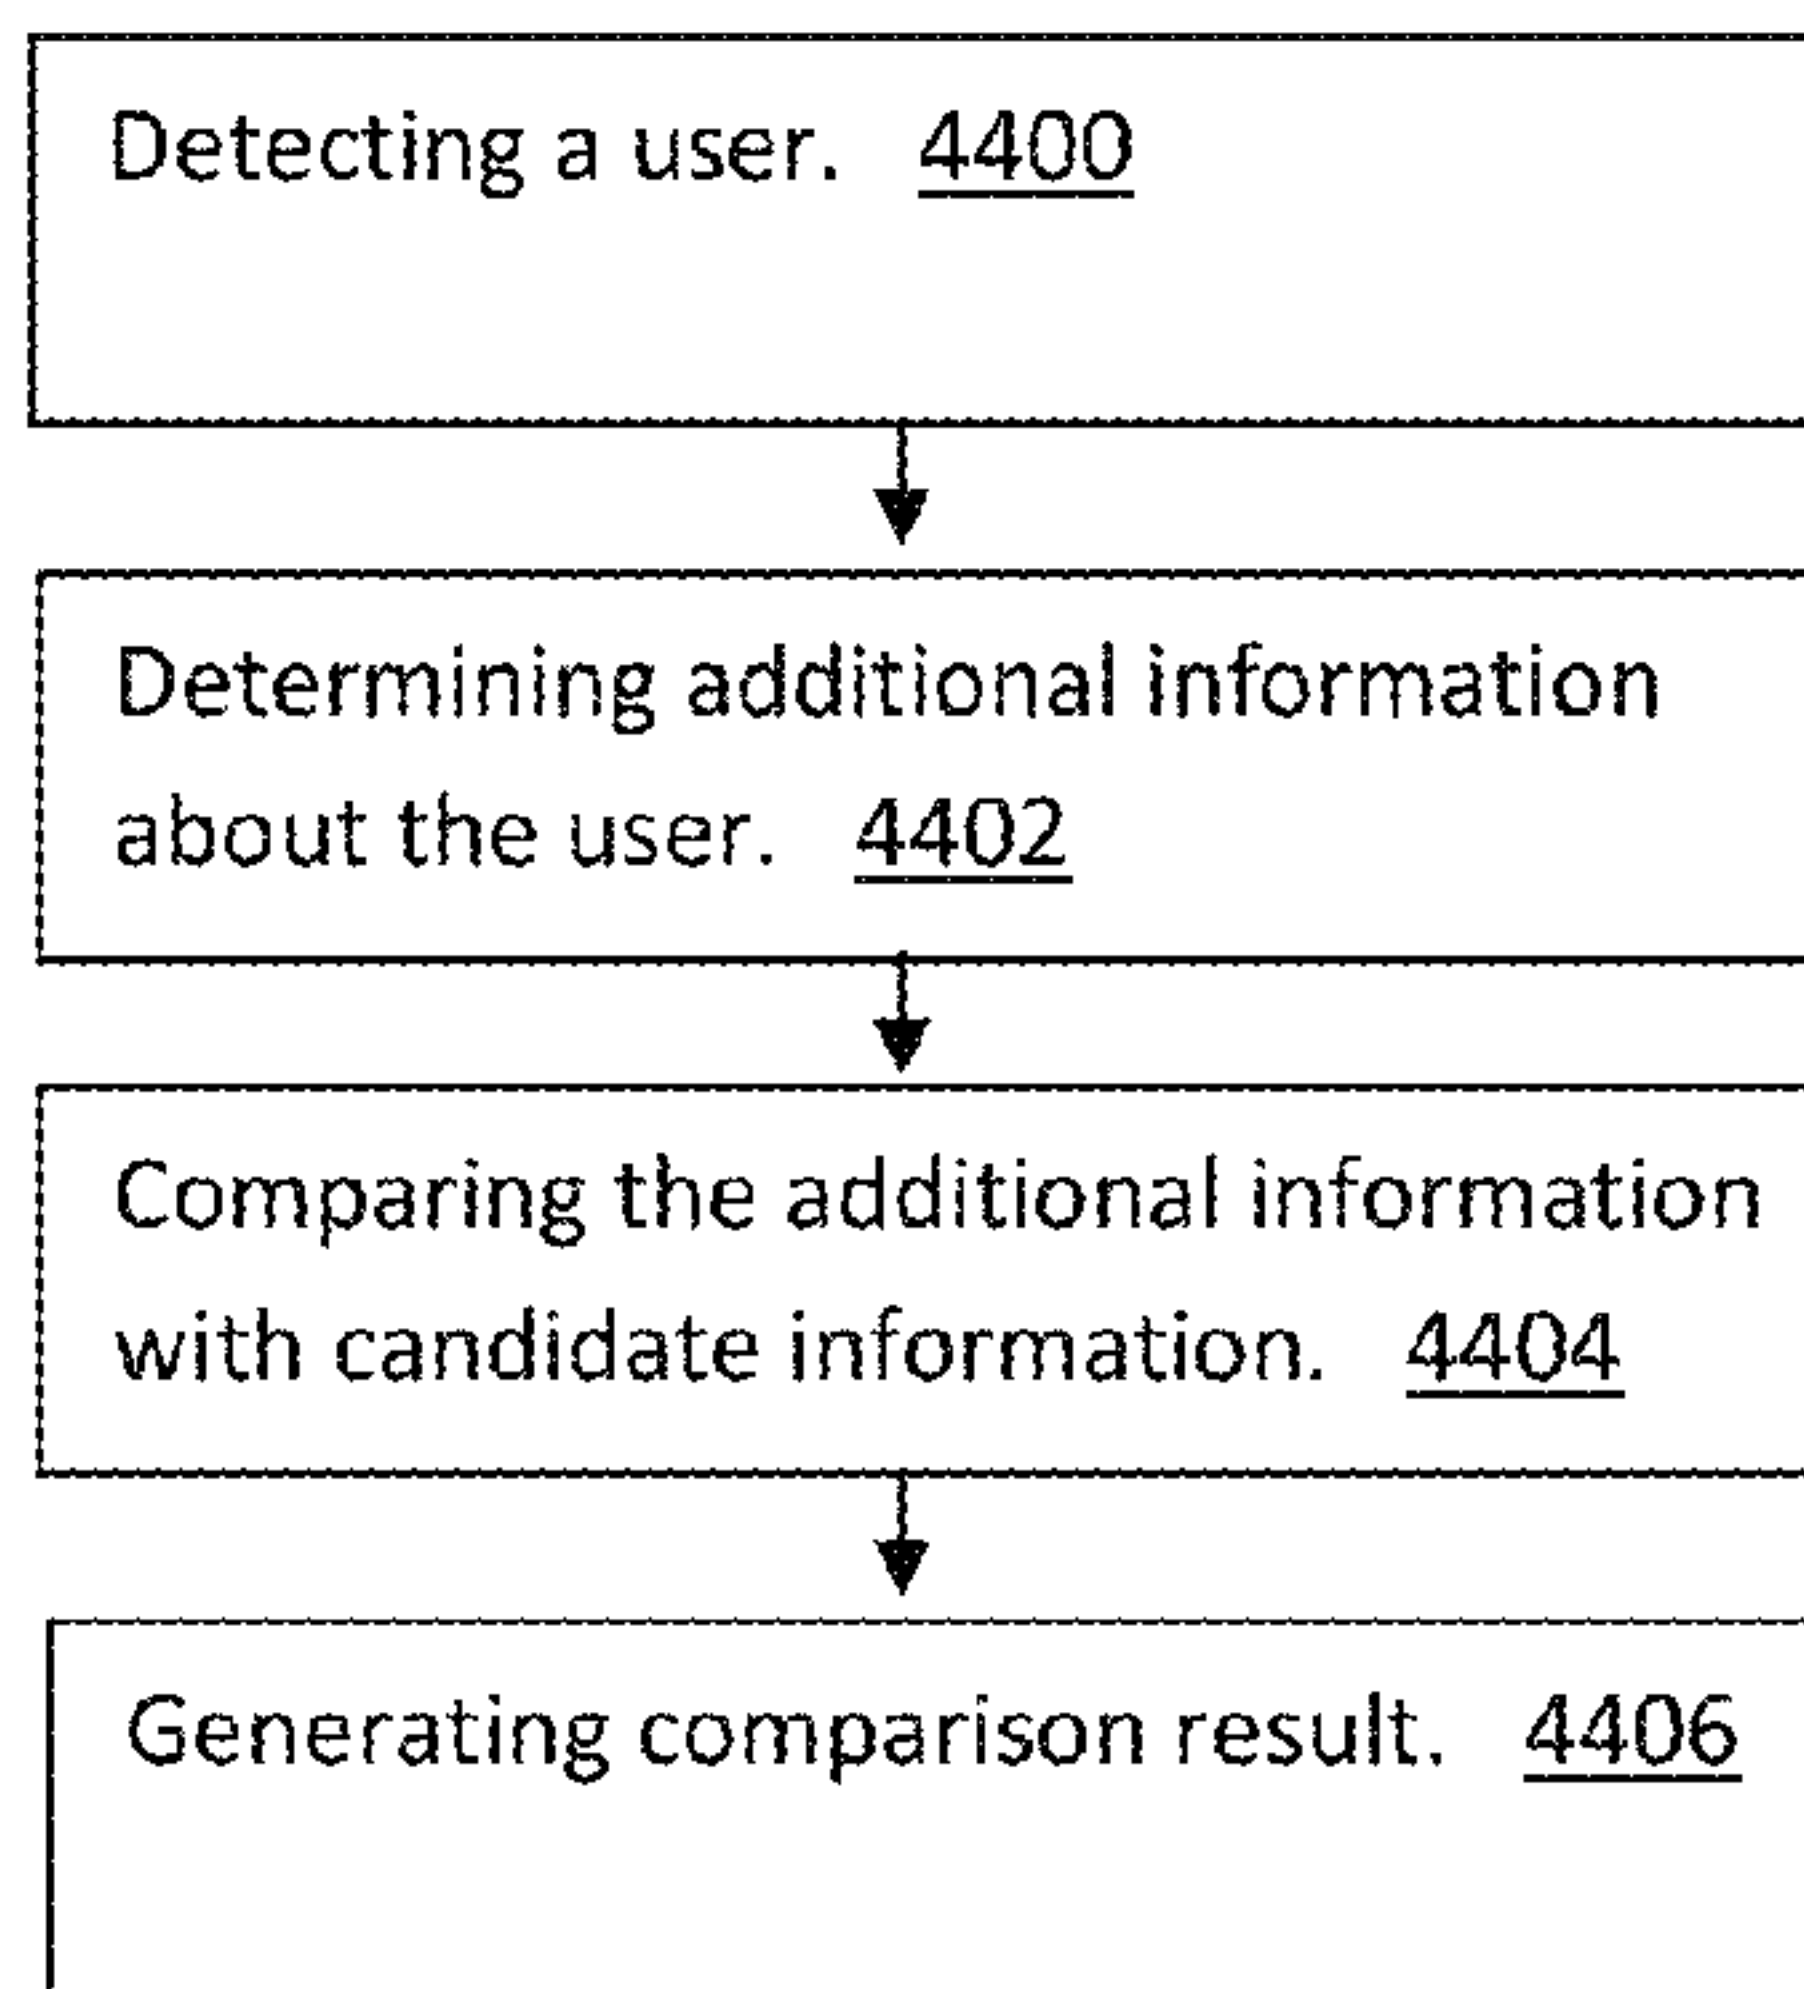 Detecting a user. 4400
Determining additional information
about the user. 4402
Comparing the additional information
with candidate information. 4404
Generating comparison result. 4406